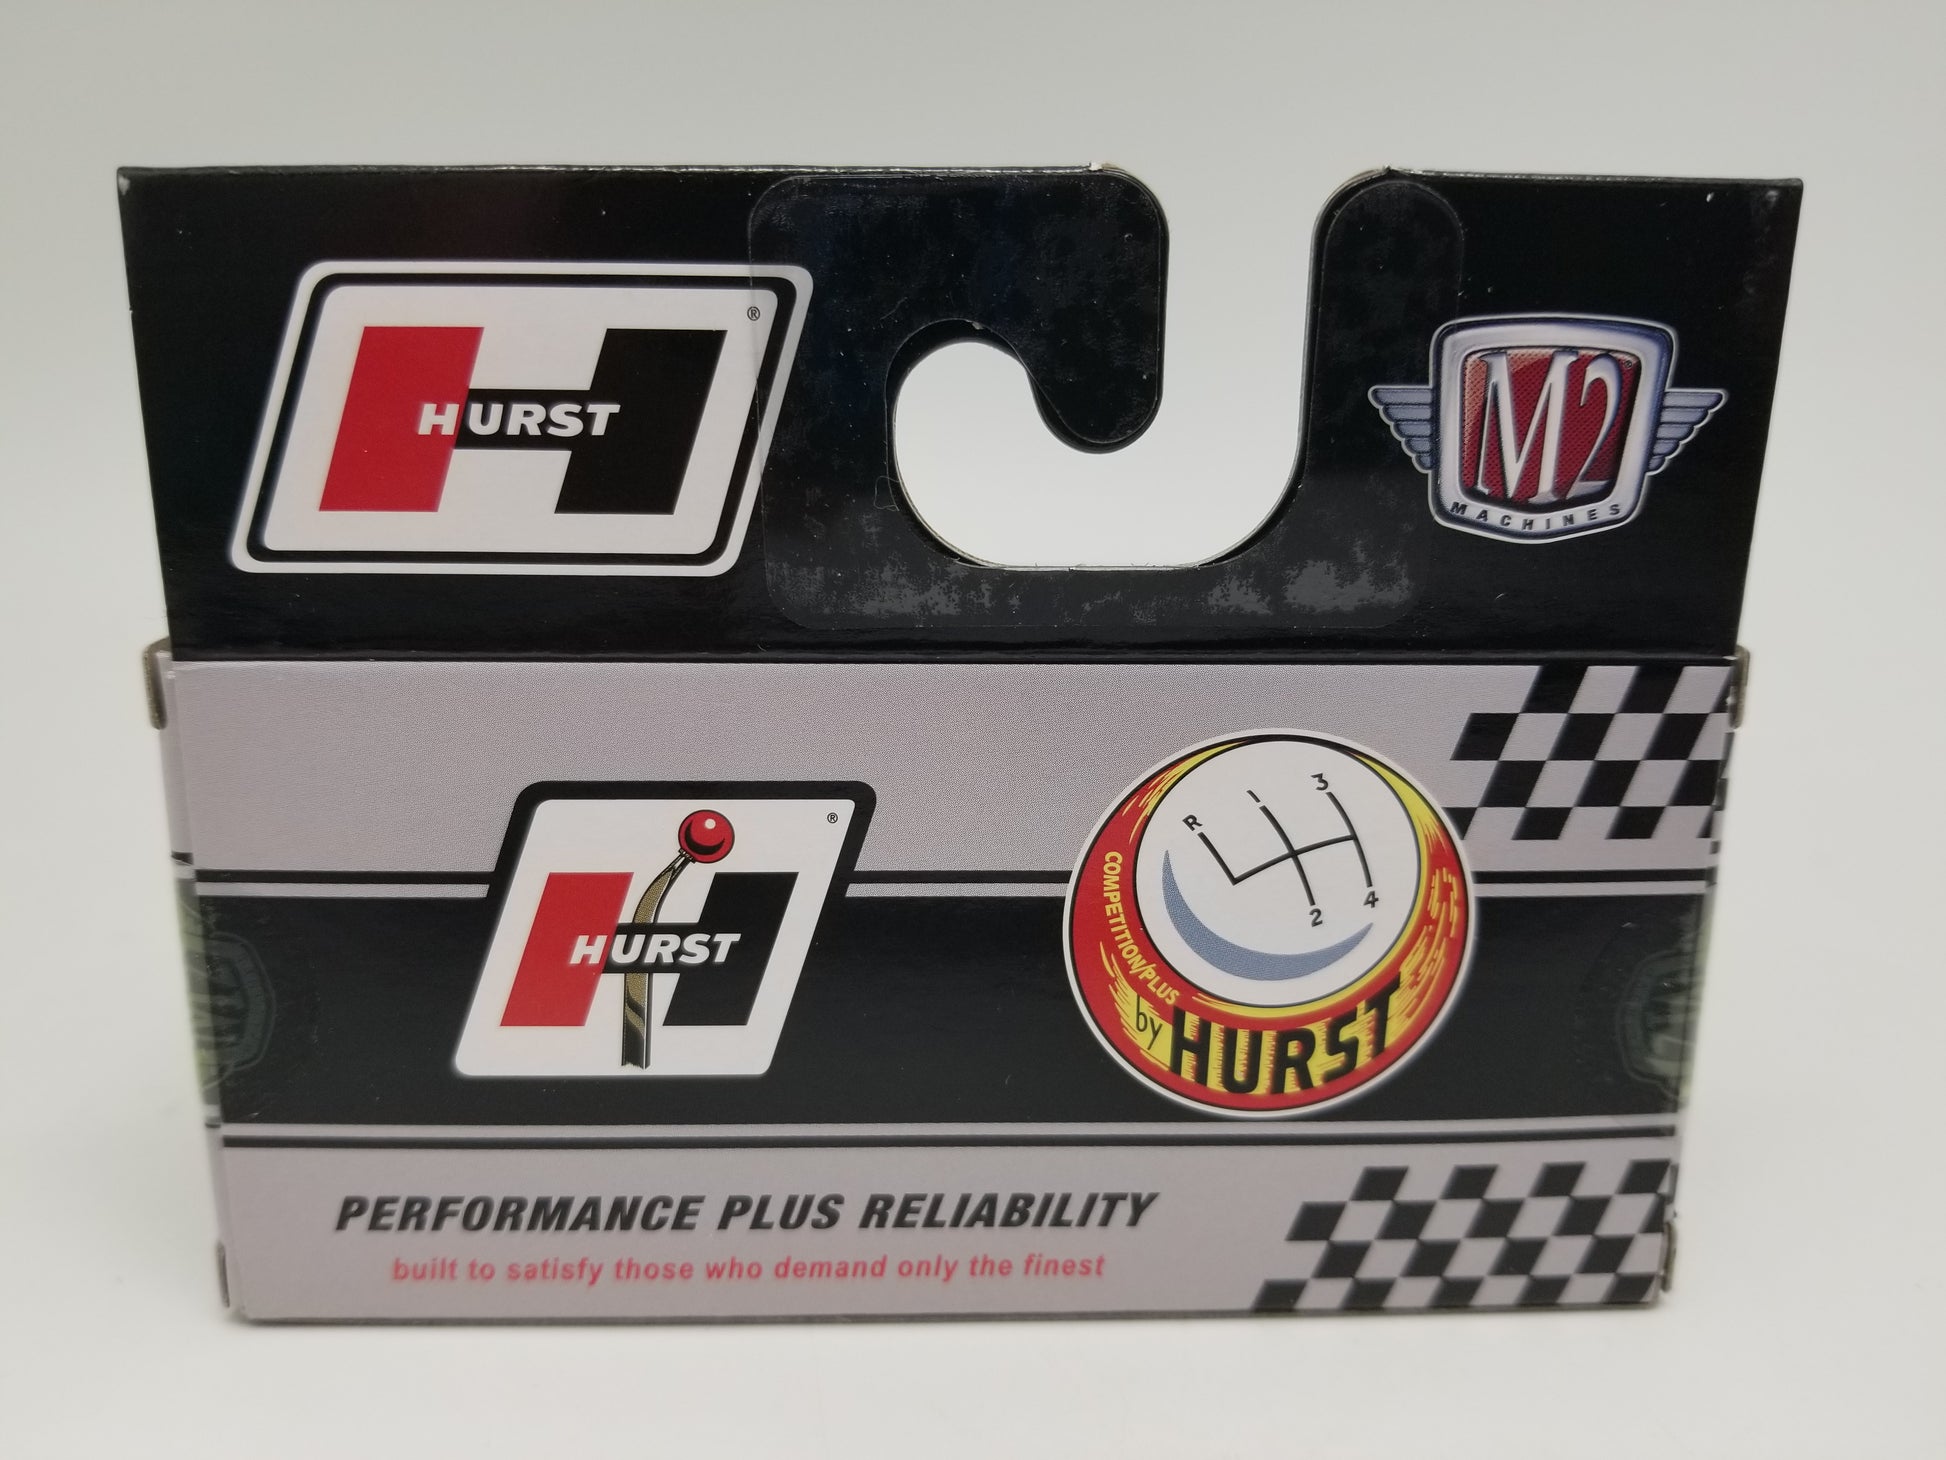 HURST
®
M2
®
MACHINES
HURST
®
R 1 3
2 4
COMPETITION/PLUS
by HURST
PERFORMANCE PLUS RELIABILITY
built to satisfy those who demand only the finest